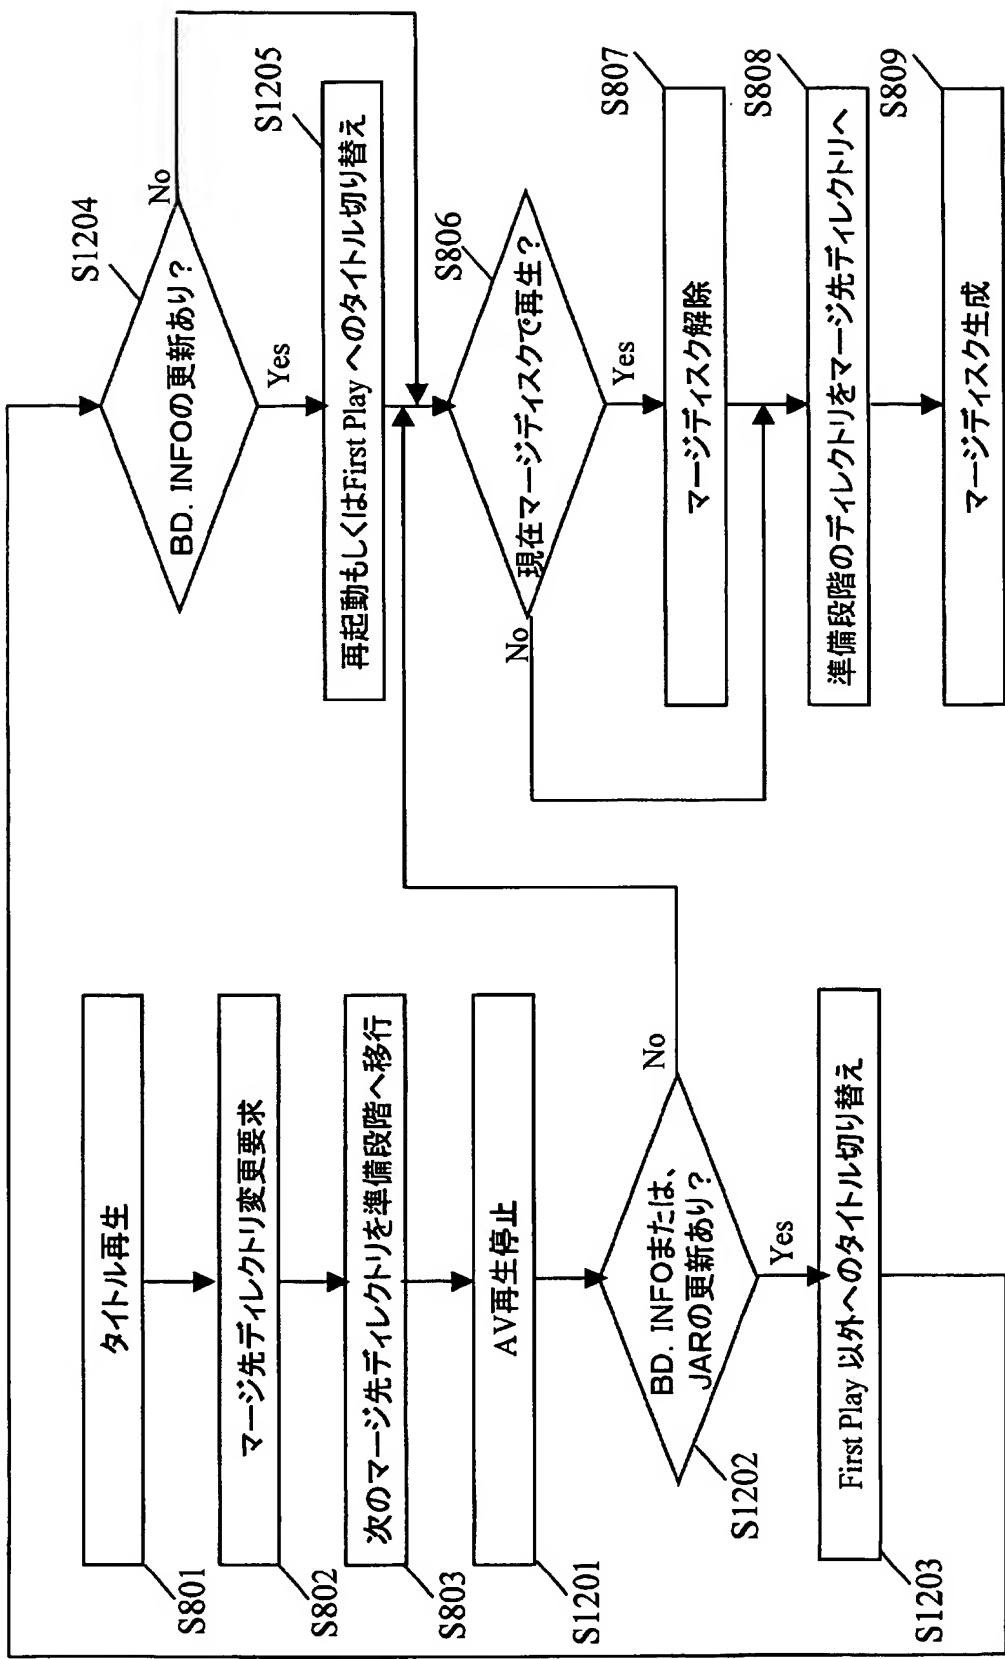 タイトル再生
S801
マージ先ディレクトリ変更要求
S802
次のマージ先ディレクトリを準備段階へ移行
S803
AV再生停止
S1201
BD. INFOまたは、
JARの更新あり？
S1202
No
Yes
First Play 以外へのタイトル切り替え
S1203
S1204
BD. INFOの更新あり？
No
Yes
S1205
再起動もしくはFirst Play へのタイトル切り替え
S806
現在マージディスクで再生？
No
Yes
S807
マージディスク解除
S808
準備段階のディレクトリをマージ先ディレクトリへ
S809
マージディスク生成